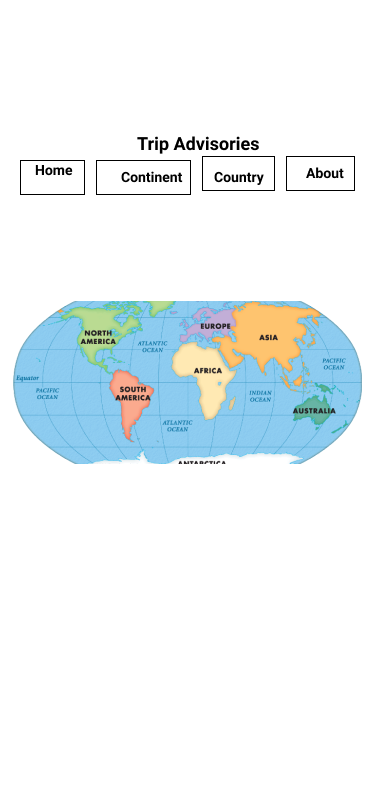 Trip Advisories
Home
Continent
Country
About
NORTH
AMERICA
EUROPE
ASIA
ATLANTIC
OCEAN
PACIFIC
OCEAN
AFRICA
Equator
PACIFIC
OCEAN
SOUTH
AMERICA
INDIAN
OCEAN
AUSTRALIA
ATLANTIC
OCEAN
ANTARCTICA